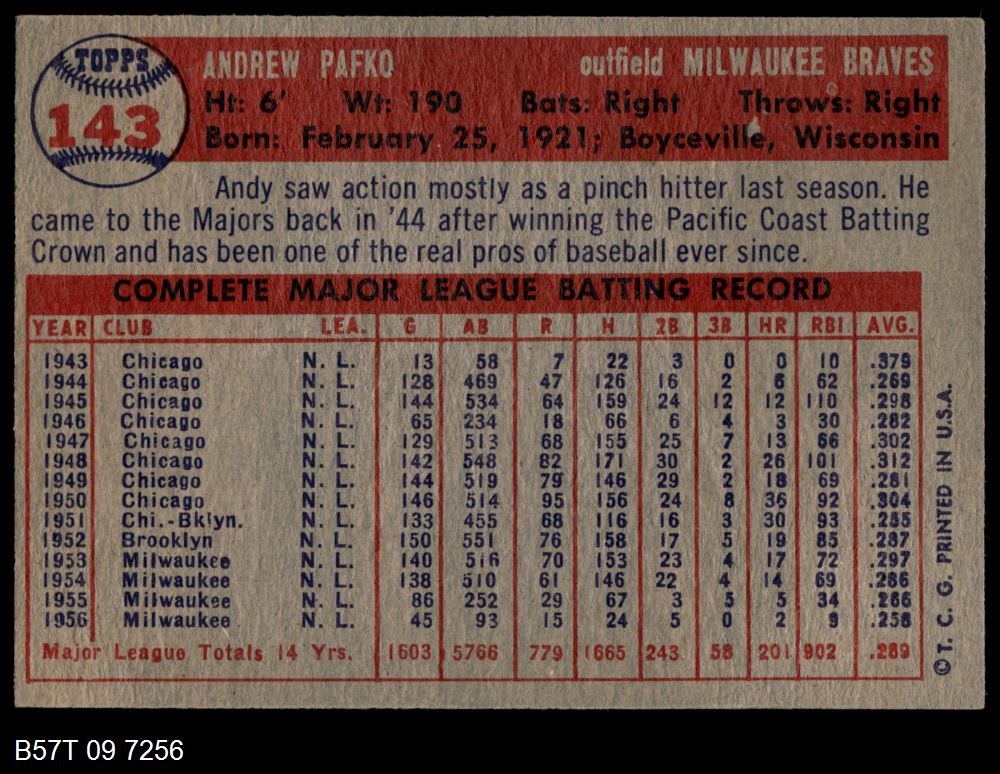 TOPPS
143
ANDREW PAFKO outfield MILWAUKEE BRAVES
Ht: 6' Wt: 190 Bats: Right Throws: Right
Born: February 25, 1921; Boyceville, Wisconsin
Andy saw action mostly as a pinch hitter last season. He
came to the Majors back in '44 after winning the Pacific Coast Batting
Crown and has been one of the real pros of baseball ever since.
COMPLETE MAJOR LEAGUE BATTING RECORD
YEAR CLUB LEA. G AB R H 2B 3B HR RBI AVG.
1943 Chicago N. L. 13 58 7 22 3 0 0 10 .379
1944 Chicago N. L. 128 469 47 126 16 2 6 62 .269
1945 Chicago N. L. 144 534 64 159 24 12 12 110 .298
1946 Chicago N. L. 65 234 18 66 6 4 3 30 .282
1947 Chicago N. L. 129 513 68 155 25 7 13 66 .302
1948 Chicago N. L. 142 548 82 171 30 2 26 101 .312
1949 Chicago N. L. 144 519 79 146 29 2 18 69 .281
1950 Chicago N. L. 146 514 95 156 24 8 36 92 .304
1951 Chi.-Bklyn. N. L. 133 455 68 116 16 3 30 93 .255
1952 Brooklyn N. L. 150 551 76 158 17 5 19 85 .287
1953 Milwaukee N. L. 140 516 70 153 23 4 17 72 .297
1954 Milwaukee N. L. 138 510 61 146 22 4 14 69 .286
1955 Milwaukee N. L. 86 252 29 67 3 5 5 34 .266
1956 Milwaukee N. L. 45 93 15 24 5 0 2 9 .258
Major League Totals 14 Yrs. 1603 5766 779 1665 243 58 201 902 .289
© T. C. G. PRINTED IN U.S.A.
B57T 09 7256